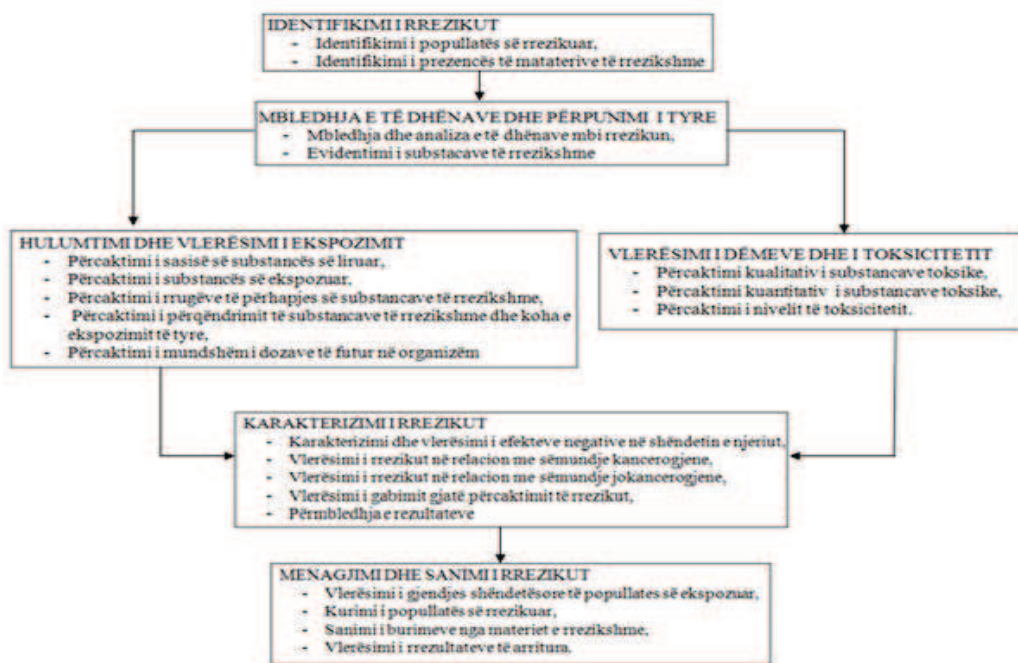 IDENTIFIKIMI I RREZIKUT
- Identifikimi i popullatës së rrezikuar,
- Identifikimi i prezencës të mataterive të rrezikshme
MBLEDHJA E TË DHËNAVE DHE PËRPUNIMI I TYRE
- Mbledhja dhe analiza e të dhënave mbi rrezikun,
- Evidentimi i substacave të rrezikshme
HULUMTIMI DHE VLERËSIMI I EKSPOZIMIT
- Përcaktimi i sasisë së substancës së liruar,
- Përcaktimi i substancës së ekspozuar,
- Përcaktimi i rrugëve të përhapjes së substancave të rrezikshme,
- Përcaktimi i përqëndrimit të substancave të rrezikshme dhe koha e
ekspozimit të tyre,
- Përcaktimi i mundshëm i dozave të futur në organizëm
VLERËSIMI I DËMEVE DHE I TOKSICITETIT
- Përcaktimi kualitativ i substancave toksike,
- Përcaktimi kuantitativ i substancave toksike,
- Përcaktimi i nivelit të toksicitetit.
KARAKTERIZIMI I RREZIKUT
- Karakterizimi dhe vlerësimi i efekteve negative në shëndetin e njeriut,
- Vlerësimi i rrezikut në relacion me sëmundje kancerogjene,
- Vlerësimi i rrezikut në relacion me sëmundje jokancerogjene,
- Vlerësimi i gabimit gjatë përcaktimit të rrezikut,
- Përmbledhja e rezultateve
MENAGJIMI DHE SANIMI I RREZIKUT
- Vlerësimi i gjendjes shëndetësore të popullates së ekspozuar,
- Kurimi i popullatës së rrezikuar,
- Sanimi i burimeve nga materiet e rrezikshme,
- Vlerësimi i rrezultateve të arritura.